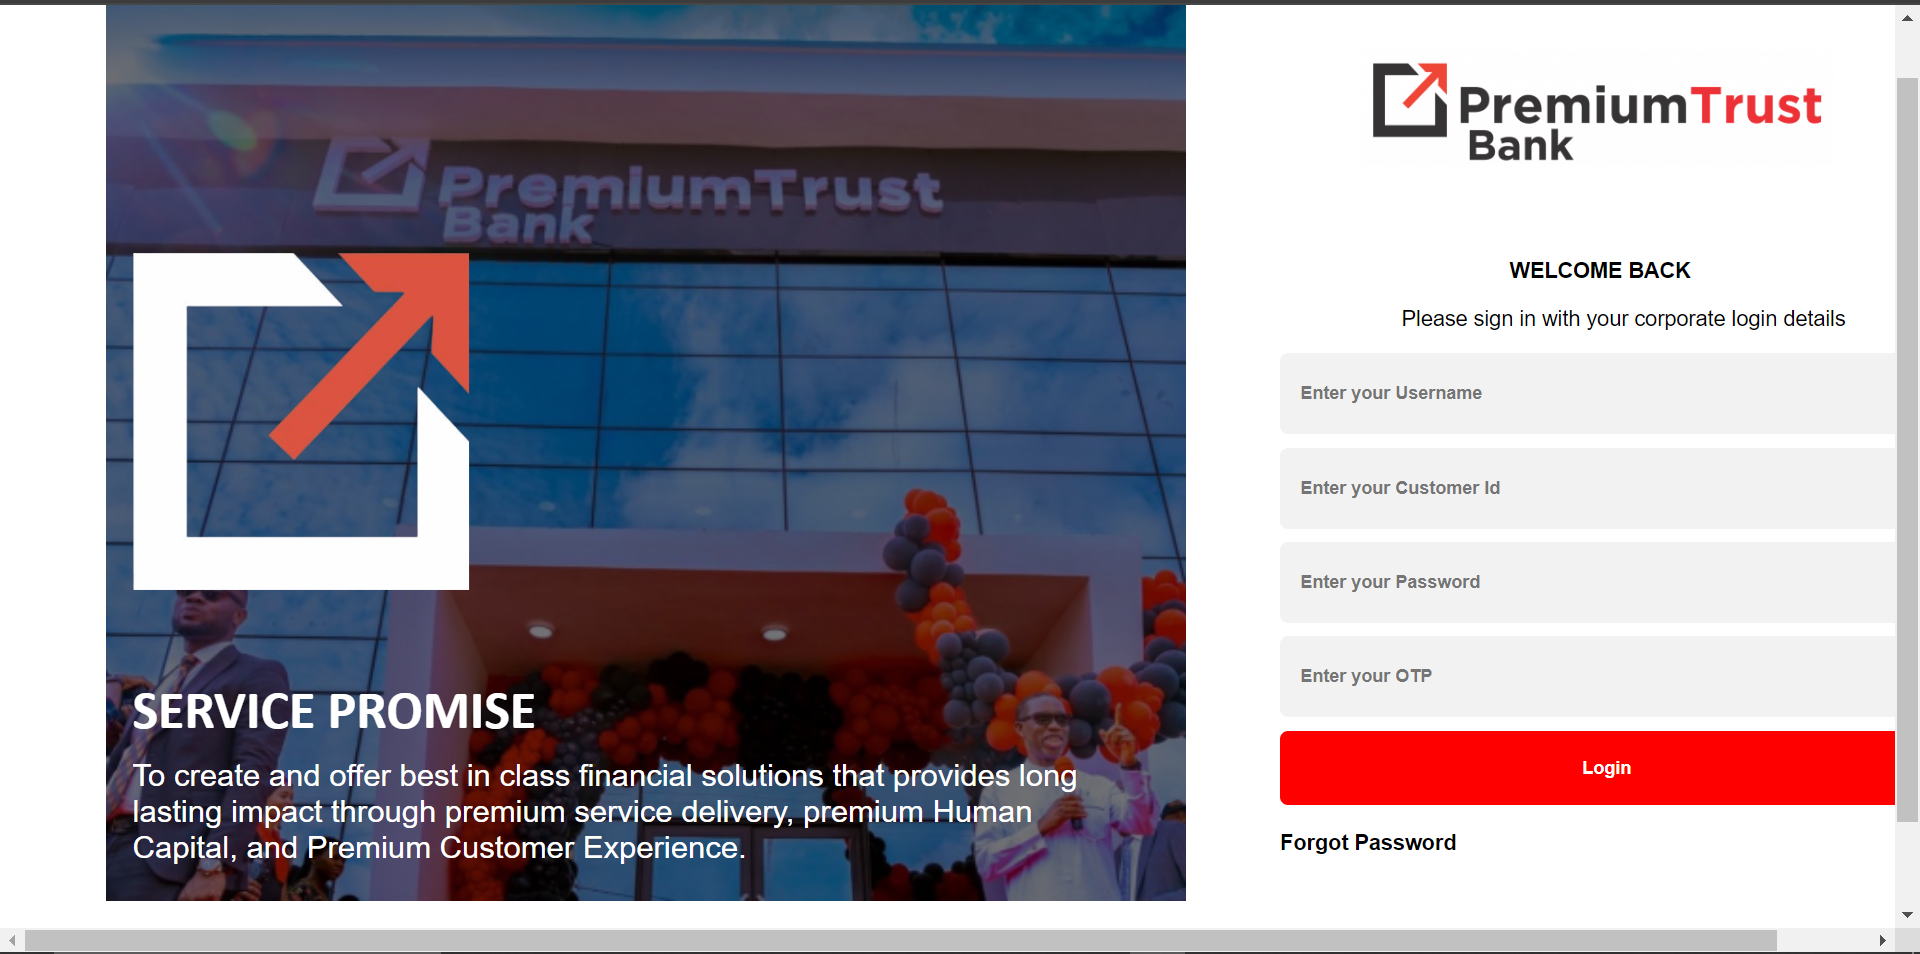 PremiumTrust
Bank
SERVICE PROMISE
To create and offer best in class financial solutions that provides long
lasting impact through premium service delivery, premium Human
Capital, and Premium Customer Experience.
PremiumTrust
Bank
WELCOME BACK
Please sign in with your corporate login details
Enter your Username
Enter your Customer Id
Enter your Password
Enter your OTP
Login
Forgot Password